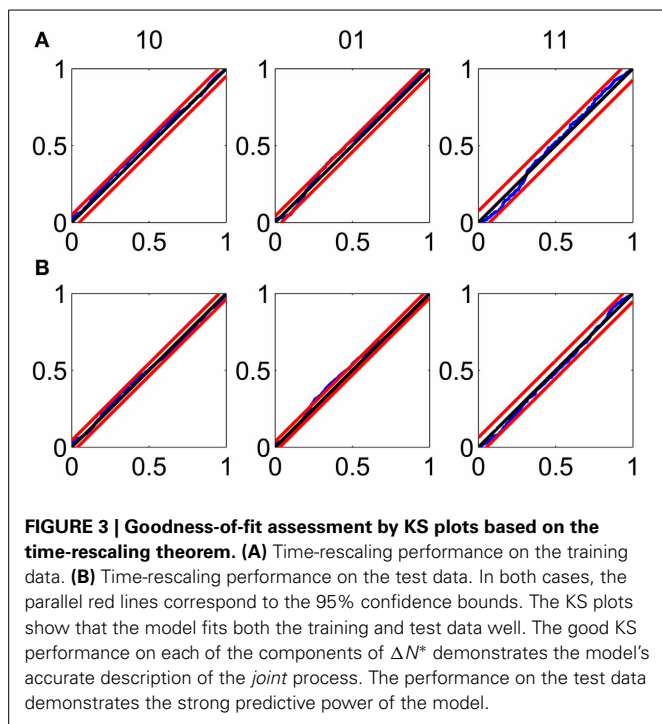 A 10 01 11
1 1 1
0.5 0.5 0.5
0 0 0
0 0.5 1 0 0.5 1 0 0.5 1
B
1 1 1
0.5 0.5 0.5
0 0 0
0 0.5 1 0 0.5 1 0 0.5 1
FIGURE 3 | Goodness-of-fit assessment by KS plots based on the
time-rescaling theorem. (A) Time-rescaling performance on the training
data. (B) Time-rescaling performance on the test data. In both cases, the
parallel red lines correspond to the 95% confidence bounds. The KS plots
show that the model fits both the training and test data well. The good KS
performance on each of the components of ΔN* demonstrates the model's
accurate description of the joint process. The performance on the test data
demonstrates the strong predictive power of the model.